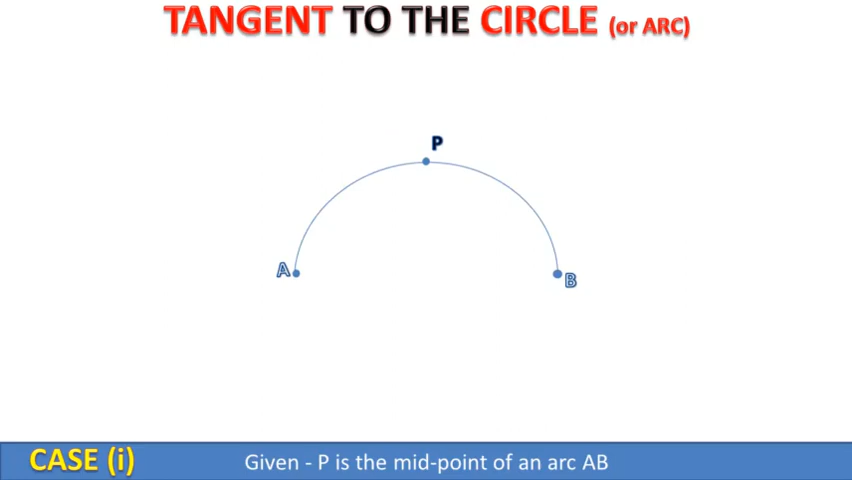 TANGENT TO THE CIRCLE (or ARC)
P
A
B
CASE (i)
Given - P is the mid-point of an arc AB